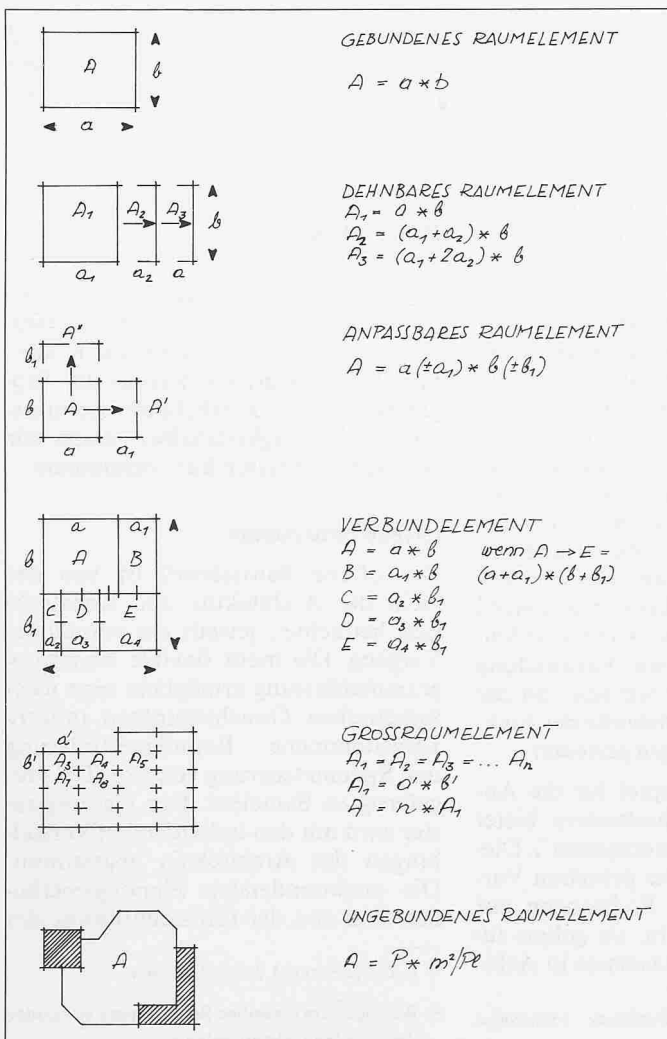 GEBUNDENES RAUMELEMENT
A
b
A = a * b
a
DEHNBARES RAUMELEMENT
A1 A2 A3 b
A1 = a * b
A2 = (a1 + a2) * b
A3 = (a1 + 2a2) * b
a1 a2 a
A"
ANPASSBARES RAUMELEMENT
b1
A = a (±a1) * b (±b1)
b A A'
a a1
a a1
VERBUNDELEMENT
b A B
A = a * b wenn A → E =
B = a1 * b (a + a1) * (b + b1)
C = a2 * b1
C D E
D = a3 * b1
b1
E = a4 * b1
a2 a3 a4
GROSSRAUMELEMENT
a'
b' A3 A4 A5
A1 = A2 = A3 = ... An
A1 = a' * b'
A7 A8
A = n * A1
UNGEBUNDENES RAUMELEMENT
A
A = P * m²/Pl